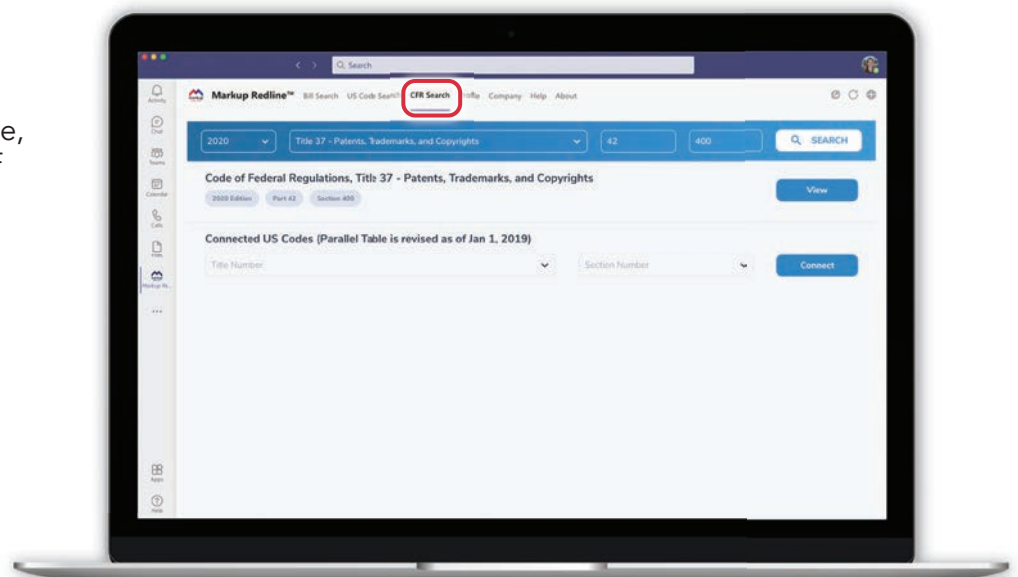 e,
Search
Activity
Markup Redline™ Bill Search US Code Search CFR Search Profile Company Help About
Chat
2020 Title 37 - Patents, Trademarks, and Copyrights 42 400 SEARCH
Teams
Code of Federal Regulations, Title 37 - Patents, Trademarks, and Copyrights
View
Calendar
2020 Edition Part 42 Section 400
Calls
Connected US Codes (Parallel Table is revised as of Jan 1, 2019)
Title Number Section Number Connect
Files
Markup Re...
Apps
Help